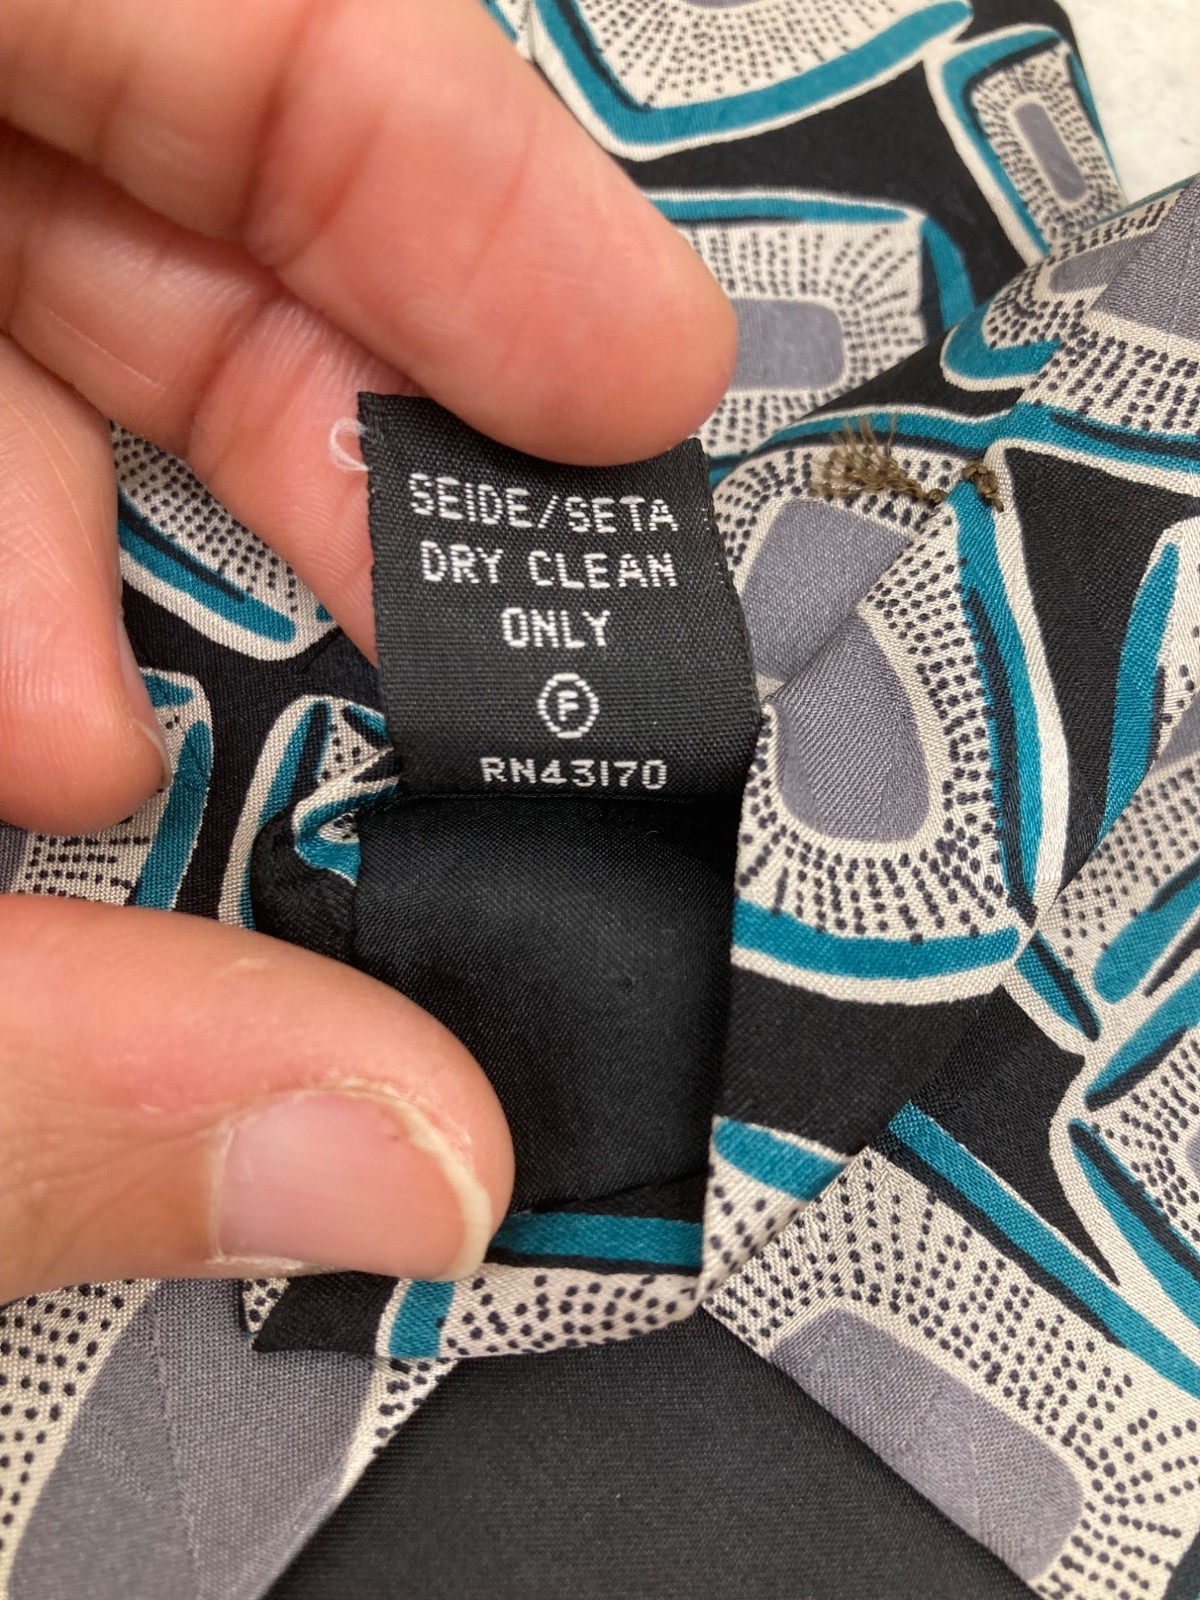 SEIDE/SETA
DRY CLEAN
ONLY
F
RN43170